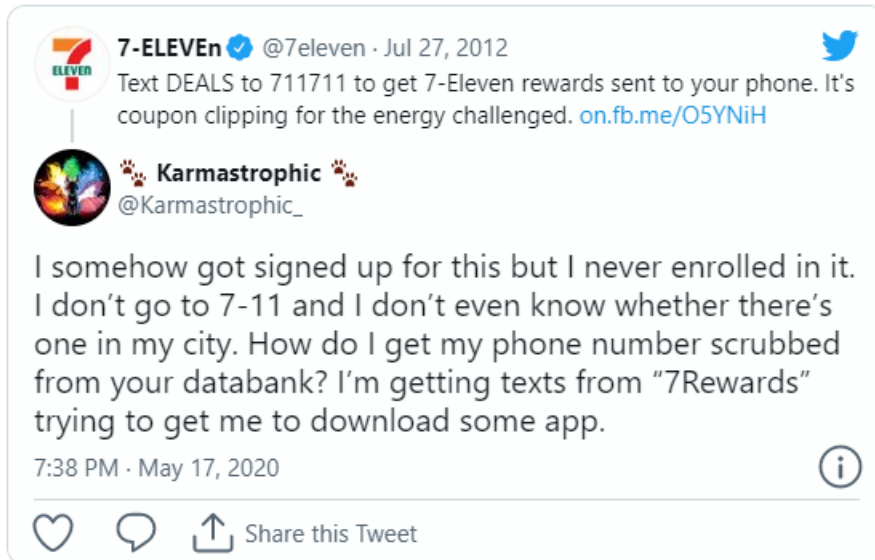 7-ELEVEn @7eleven · Jul 27, 2012
ELEVEn
Text DEALS to 711711 to get 7-Eleven rewards sent to your phone. It's
coupon clipping for the energy challenged. on.fb.me/O5YNiH
🐾 Karmastrophic 🐾
@Karmastrophic_
I somehow got signed up for this but I never enrolled in it.
I don’t go to 7-11 and I don’t even know whether there’s
one in my city. How do I get my phone number scrubbed
from your databank? I’m getting texts from “7Rewards”
trying to get me to download some app.
7:38 PM · May 17, 2020
Share this Tweet